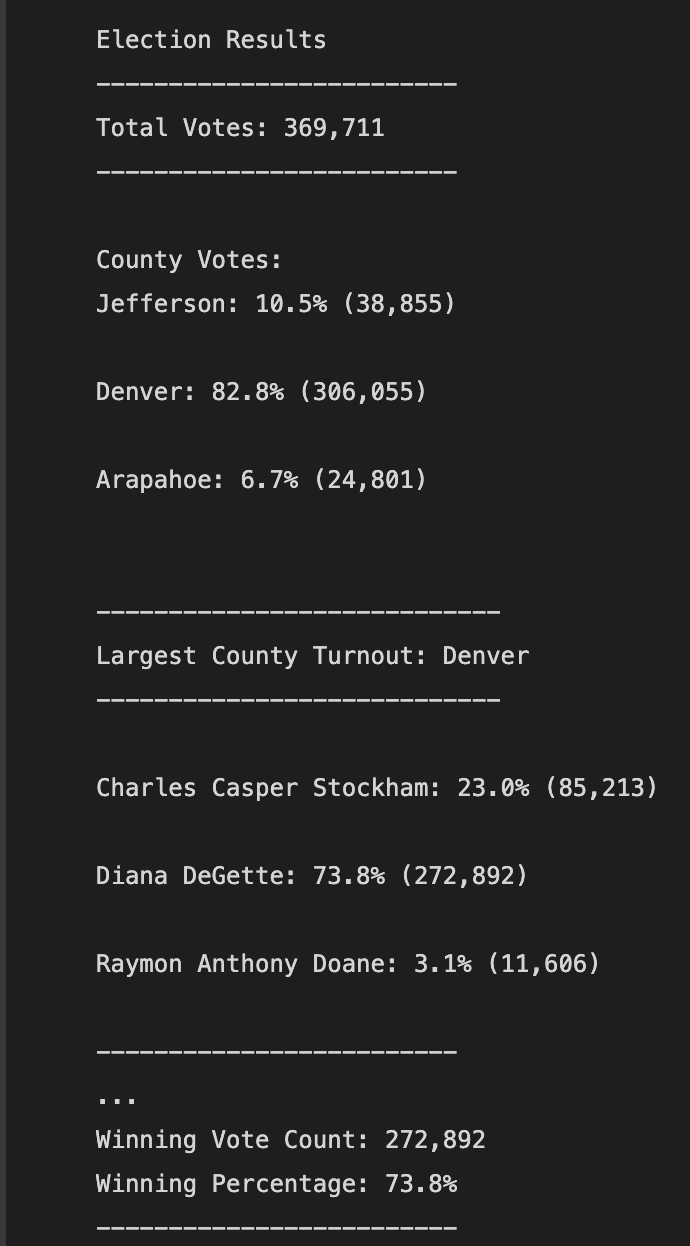 Election Results
-------------------------
Total Votes: 369,711
-------------------------
County Votes:
Jefferson: 10.5% (38,855)
Denver: 82.8% (306,055)
Arapahoe: 6.7% (24,801)
----------------------------
Largest County Turnout: Denver
----------------------------
Charles Casper Stockham: 23.0% (85,213)
Diana DeGette: 73.8% (272,892)
Raymon Anthony Doane: 3.1% (11,606)
-------------------------
...
Winning Vote Count: 272,892
Winning Percentage: 73.8%
-------------------------